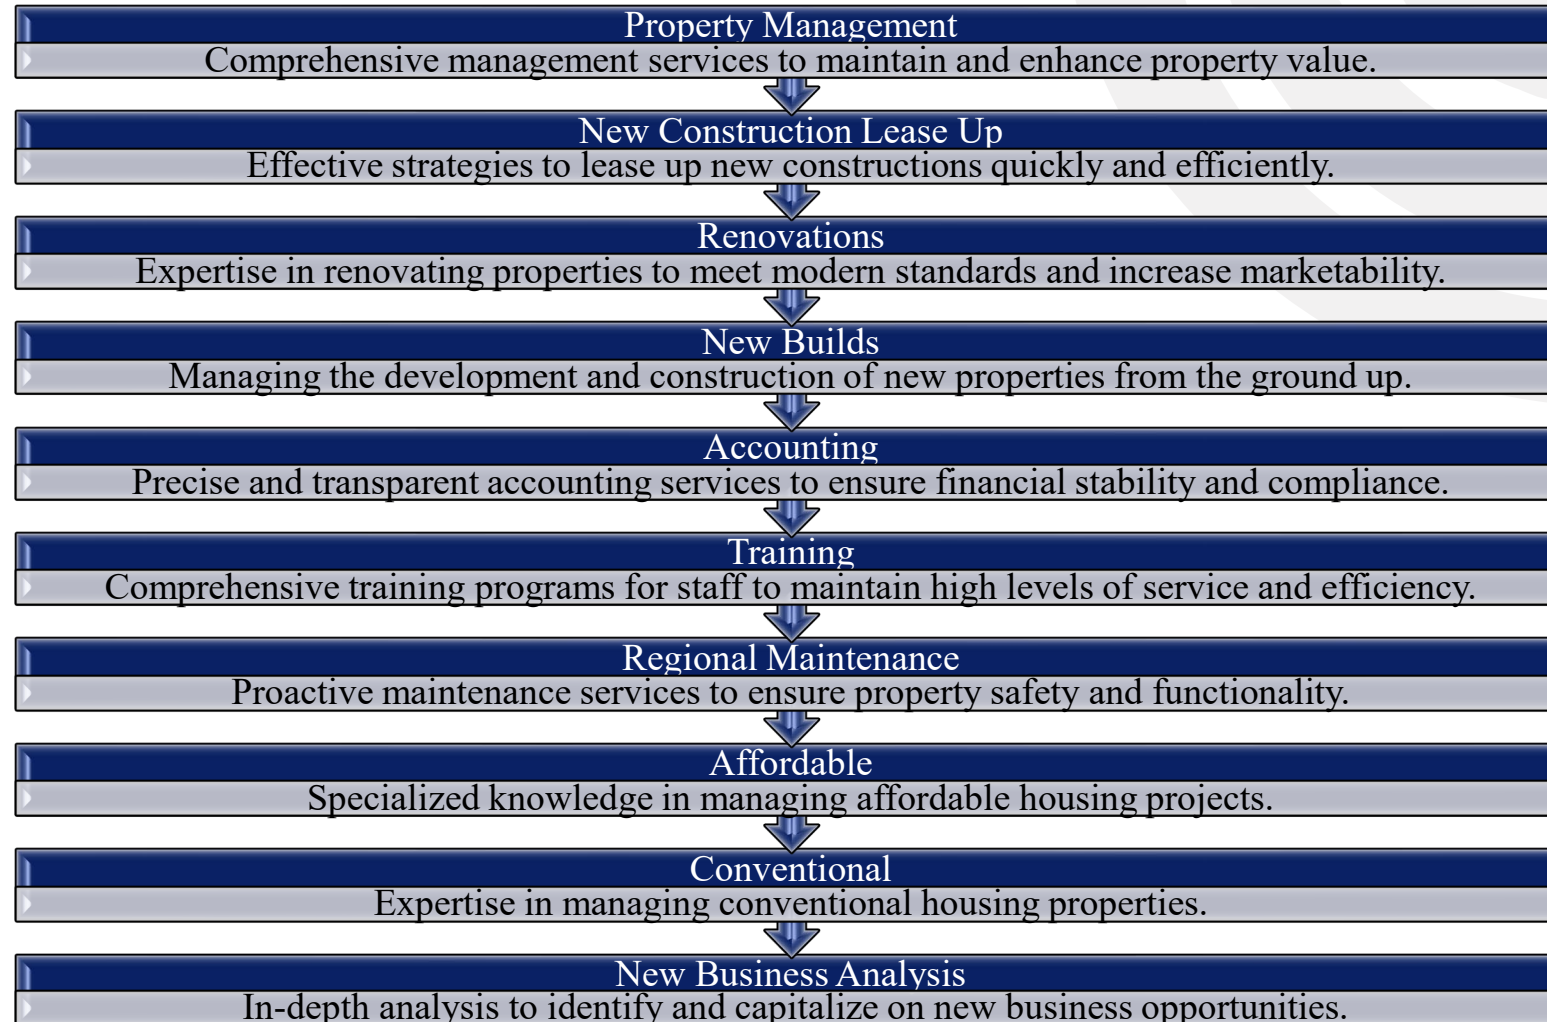 Property Management
Comprehensive management services to maintain and enhance property value.
New Construction Lease Up
Effective strategies to lease up new constructions quickly and efficiently.
Renovations
Expertise in renovating properties to meet modern standards and increase marketability.
New Builds
Managing the development and construction of new properties from the ground up.
Accounting
Precise and transparent accounting services to ensure financial stability and compliance.
Training
Comprehensive training programs for staff to maintain high levels of service and efficiency.
Regional Maintenance
Proactive maintenance services to ensure property safety and functionality.
Affordable
Specialized knowledge in managing affordable housing projects.
Conventional
Expertise in managing conventional housing properties.
New Business Analysis
In-depth analysis to identify and capitalize on new business opportunities.